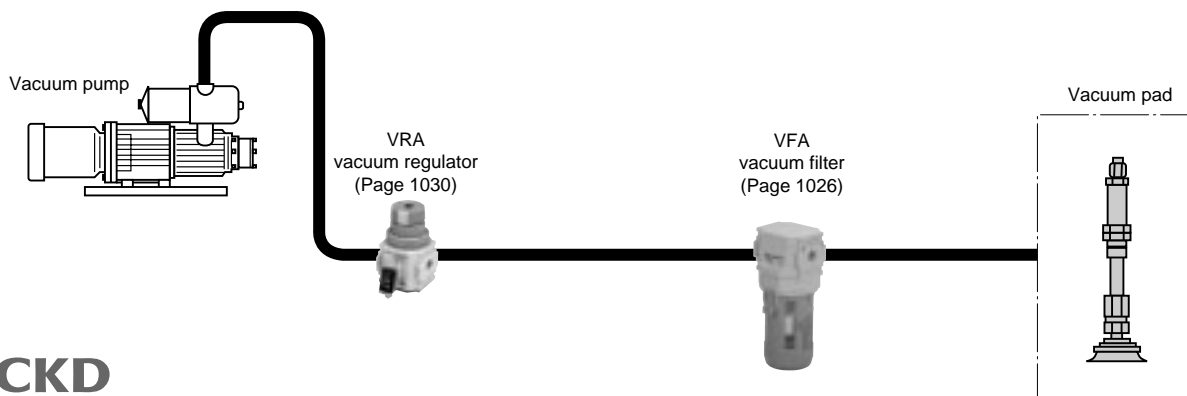 Vacuum pump
VRA
vacuum regulator
(Page 1030)
VFA
vacuum filter
(Page 1026)
Vacuum pad
CKD